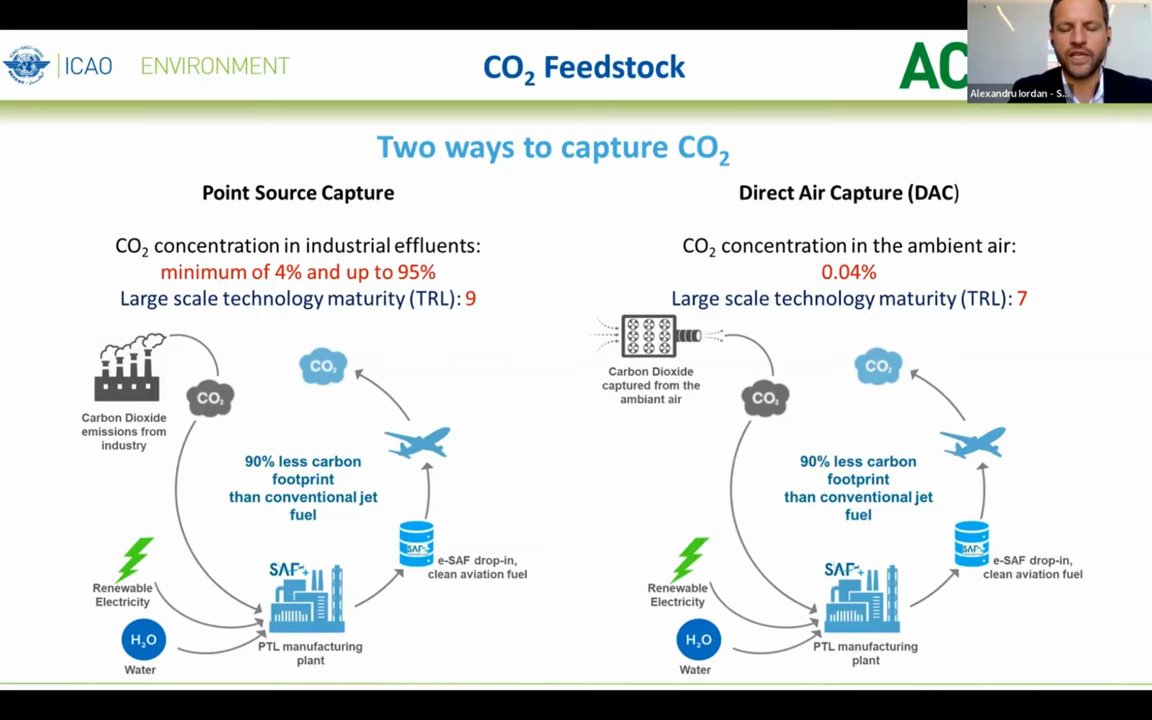 ICAO
ENVIRONMENT
CO₂ Feedstock
AC
Alexandru Iordan - S...
Two ways to capture CO₂
Point Source Capture
CO₂ concentration in industrial effluents:
minimum of 4% and up to 95%
Large scale technology maturity (TRL): 9
CO₂
CO₂
Carbon Dioxide
emissions from
industry
90% less carbon
footprint
than conventional jet
fuel
SAF+
e-SAF drop-in,
clean aviation fuel
SAF+
Renewable
Electricity
H₂O
Water
PTL manufacturing
plant
Direct Air Capture (DAC)
CO₂ concentration in the ambient air:
0.04%
Large scale technology maturity (TRL): 7
Carbon Dioxide
captured from the
ambiant air
CO₂
CO₂
90% less carbon
footprint
than conventional jet
fuel
SAF+
e-SAF drop-in,
clean aviation fuel
SAF+
Renewable
Electricity
H₂O
Water
PTL manufacturing
plant